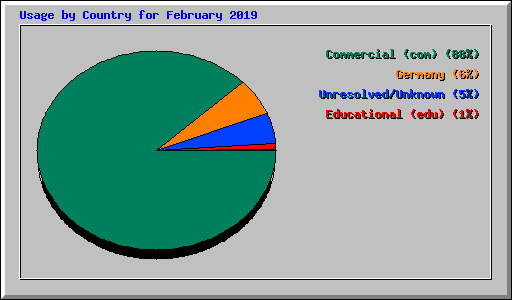 Usage by Country for February 2019
Commercial (com) (88%)
Germany (6%)
Unresolved/Unknown (5%)
Educational (edu) (1%)